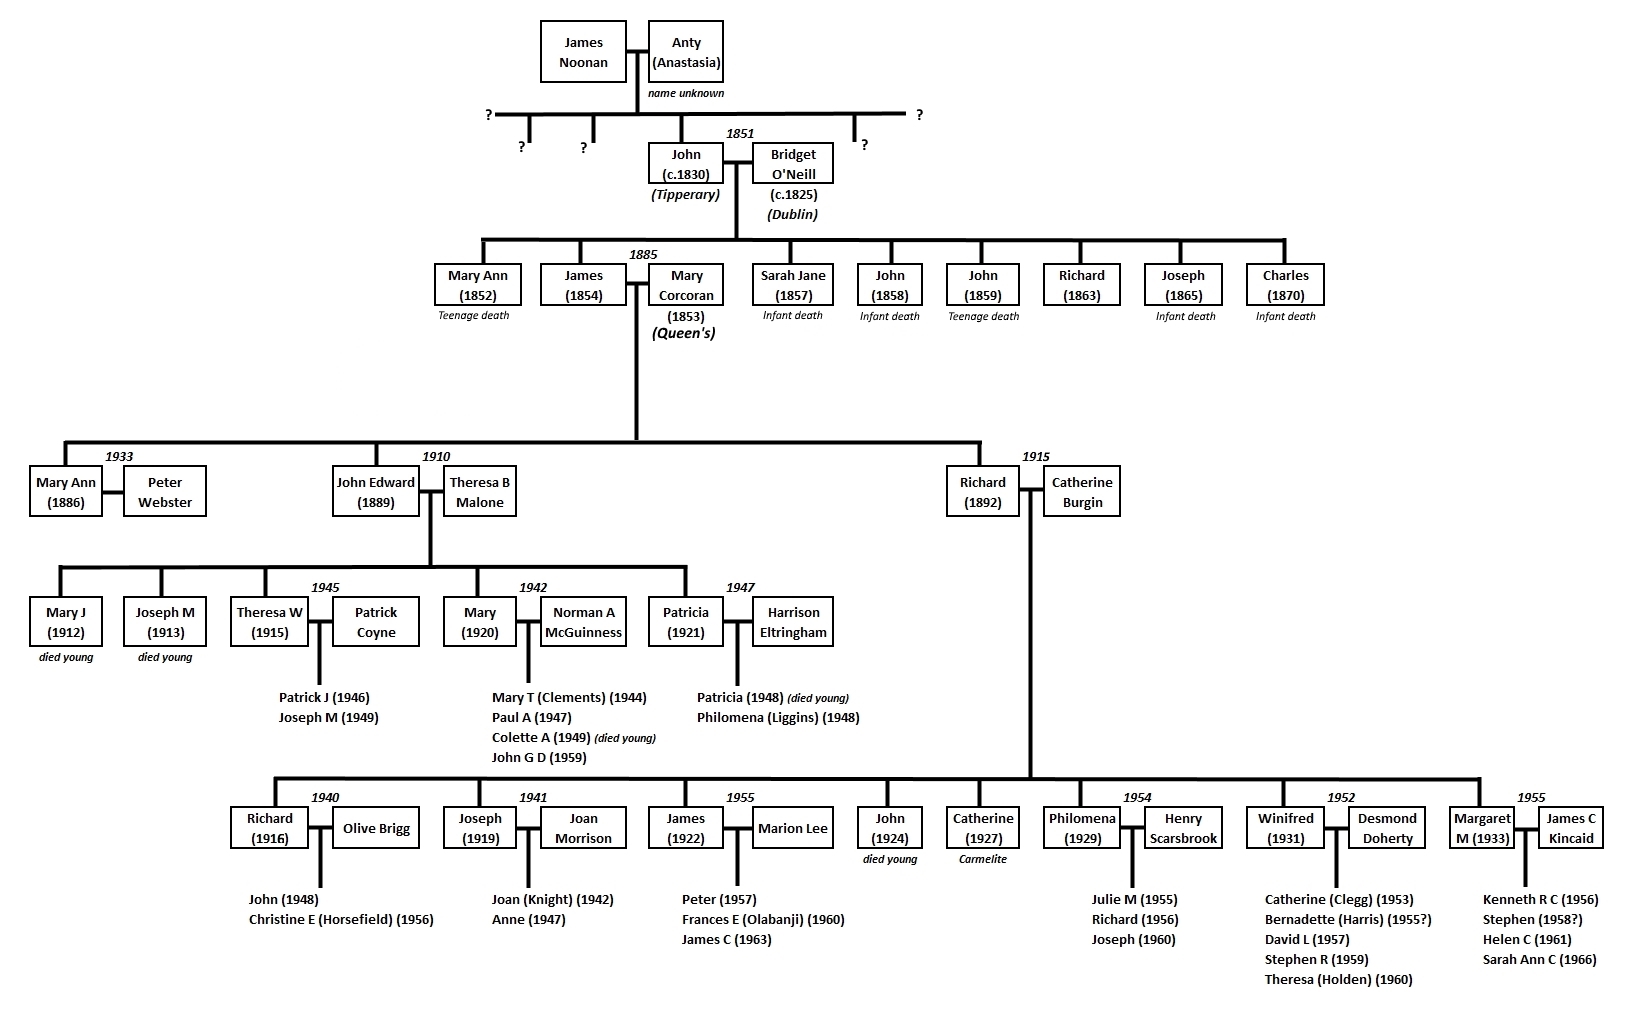 James
Noonan
Anty
(Anastasia)
name unknown
?
?
?
?
?
1851
John
(c.1830)
(Tipperary)
Bridget
O'Neill
(c.1825)
(Dublin)
1885
Mary Ann
(1852)
Teenage death
James
(1854)
Mary
Corcoran
(1853)
(Queen's)
Sarah Jane
(1857)
Infant death
John
(1858)
Infant death
John
(1859)
Teenage death
Richard
(1863)
Joseph
(1865)
Infant death
Charles
(1870)
Infant death
1933
Mary Ann
(1886)
Peter
Webster
1910
John Edward
(1889)
Theresa B
Malone
1915
Richard
(1892)
Catherine
Burgin
Mary J
(1912)
died young
Joseph M
(1913)
died young
1945
Theresa W
(1915)
Patrick
Coyne
1942
Mary
(1920)
Norman A
McGuinness
1947
Patricia
(1921)
Harrison
Eltringham
Patrick J (1946)
Joseph M (1949)
Mary T (Clements) (1944)
Paul A (1947)
Colette A (1949) (died young)
John G D (1959)
Patricia (1948) (died young)
Philomena (Liggins) (1948)
1940
Richard
(1916)
Olive Brigg
1941
Joseph
(1919)
Joan
Morrison
1955
James
(1922)
Marion Lee
John
(1924)
died young
Catherine
(1927)
Carmelite
1954
Philomena
(1929)
Henry
Scarsbrook
1952
Winifred
(1931)
Desmond
Doherty
1955
Margaret
M (1933)
James C
Kincaid
John (1948)
Christine E (Horsefield) (1956)
Joan (Knight) (1942)
Anne (1947)
Peter (1957)
Frances E (Olabanji) (1960)
James C (1963)
Julie M (1955)
Richard (1956)
Joseph (1960)
Catherine (Clegg) (1953)
Bernadette (Harris) (1955?)
David L (1957)
Stephen R (1959)
Theresa (Holden) (1960)
Kenneth R C (1956)
Stephen (1958?)
Helen C (1961)
Sarah Ann C (1966)